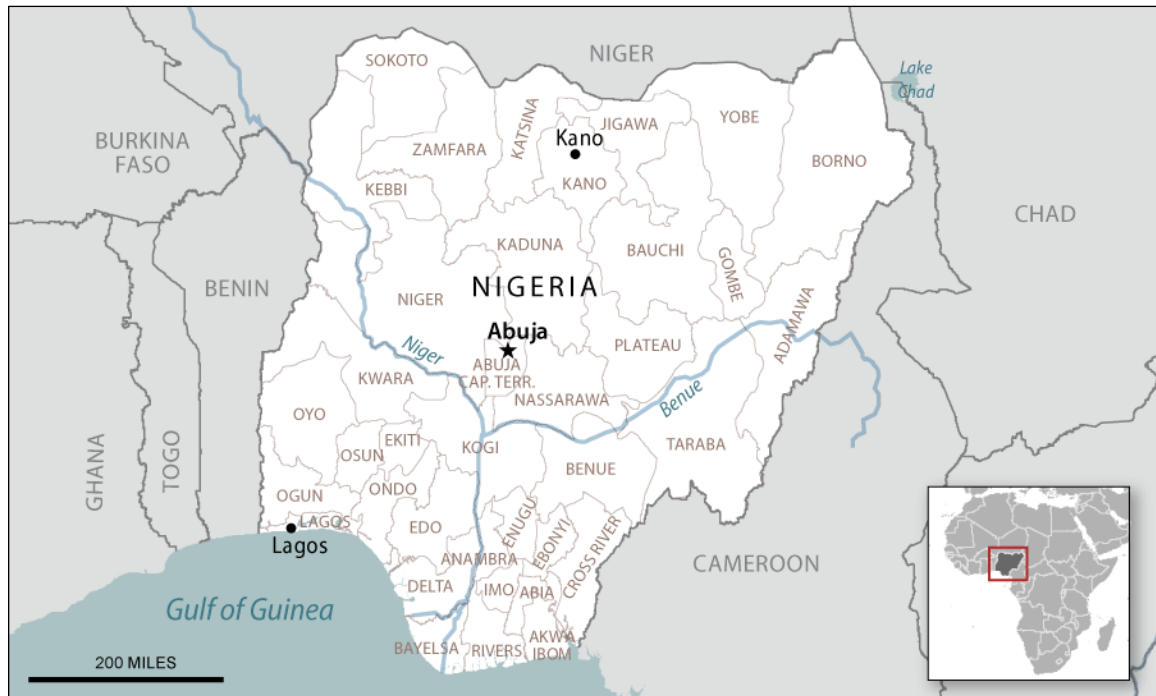 NIGER
SOKOTO
Lake
Chad
KATSINA
JIGAWA
YOBE
BURKINA
FASO
Kano
ZAMFARA
BORNO
KEBBI
KANO
CHAD
KADUNA
BAUCHI
GOMBE
BENIN
NIGERIA
NIGER
ADAMAWA
Abuja
Niger
PLATEAU
ABUJA
CAP. TERR.
KWARA
NASSARAWA
Benue
OYO
EKITI
KOGI
TARABA
OSUN
BENUE
GHANA
TOGO
ONDO
OGUN
LAGOS
EDO
ENUGU
EBONYI
CROSS RIVER
Lagos
ANAMBRA
CAMEROON
DELTA
IMO
ABIA
Gulf of Guinea
BAYELSA
RIVERS
AKWA
IBOM
200 MILES